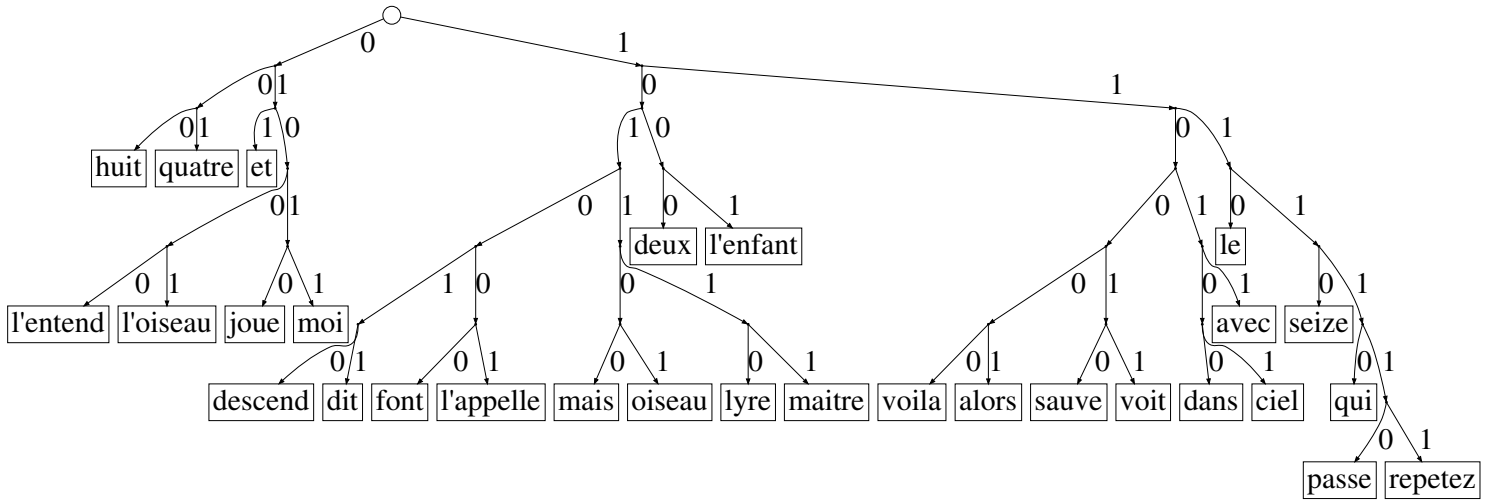 0 1
0 1 0 1
0 1 1 0 1 0 0 1
huit quatre et
0 1 0 1 0 1 0 1 0 1
deux l'enfant le
0 1 0 1 1 0 0 1 0 1 0 1 0 1
l'entend l'oiseau joue moi avec seize
0 1 0 1 0 1 0 1 0 1 0 1 0 1 0 1
descend dit font l'appelle mais oiseau lyre maitre voila alors sauve voit dans ciel qui
0 1
passe repetez